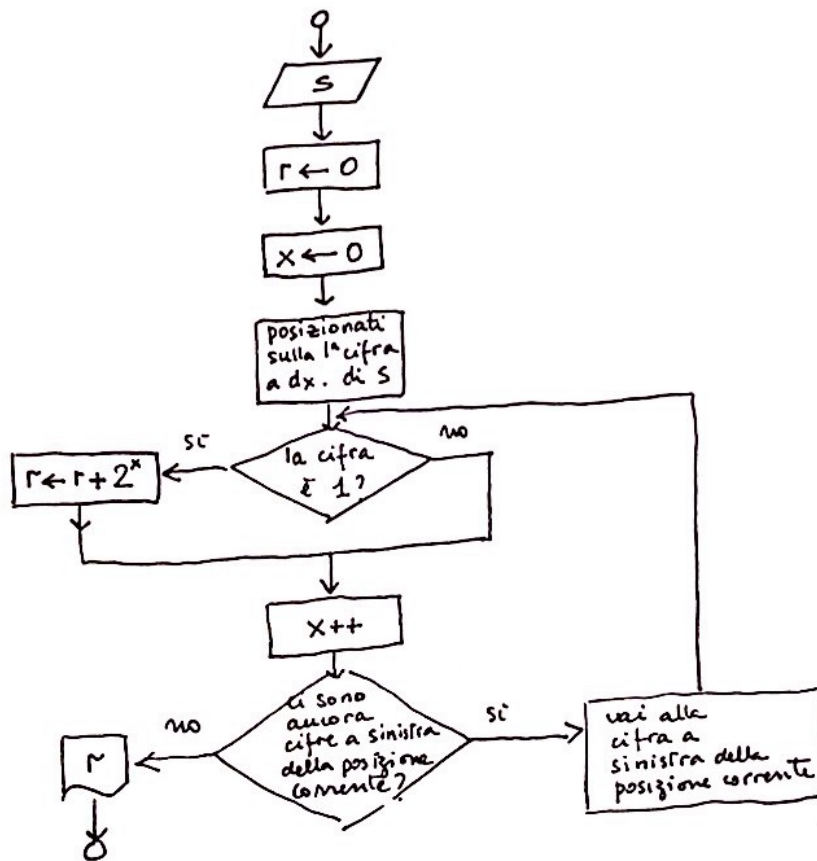 S
r ← 0
x ← 0
posizionati
sulla 1ª cifra
a dx. di S
la cifra
è 1?
sì
no
r ← r + 2ˣ
x++
ci sono
ancora
cifre a sinistra
della posizione
corrente?
no
sì
r
vai alla
cifra a
sinistra della
posizione corrente